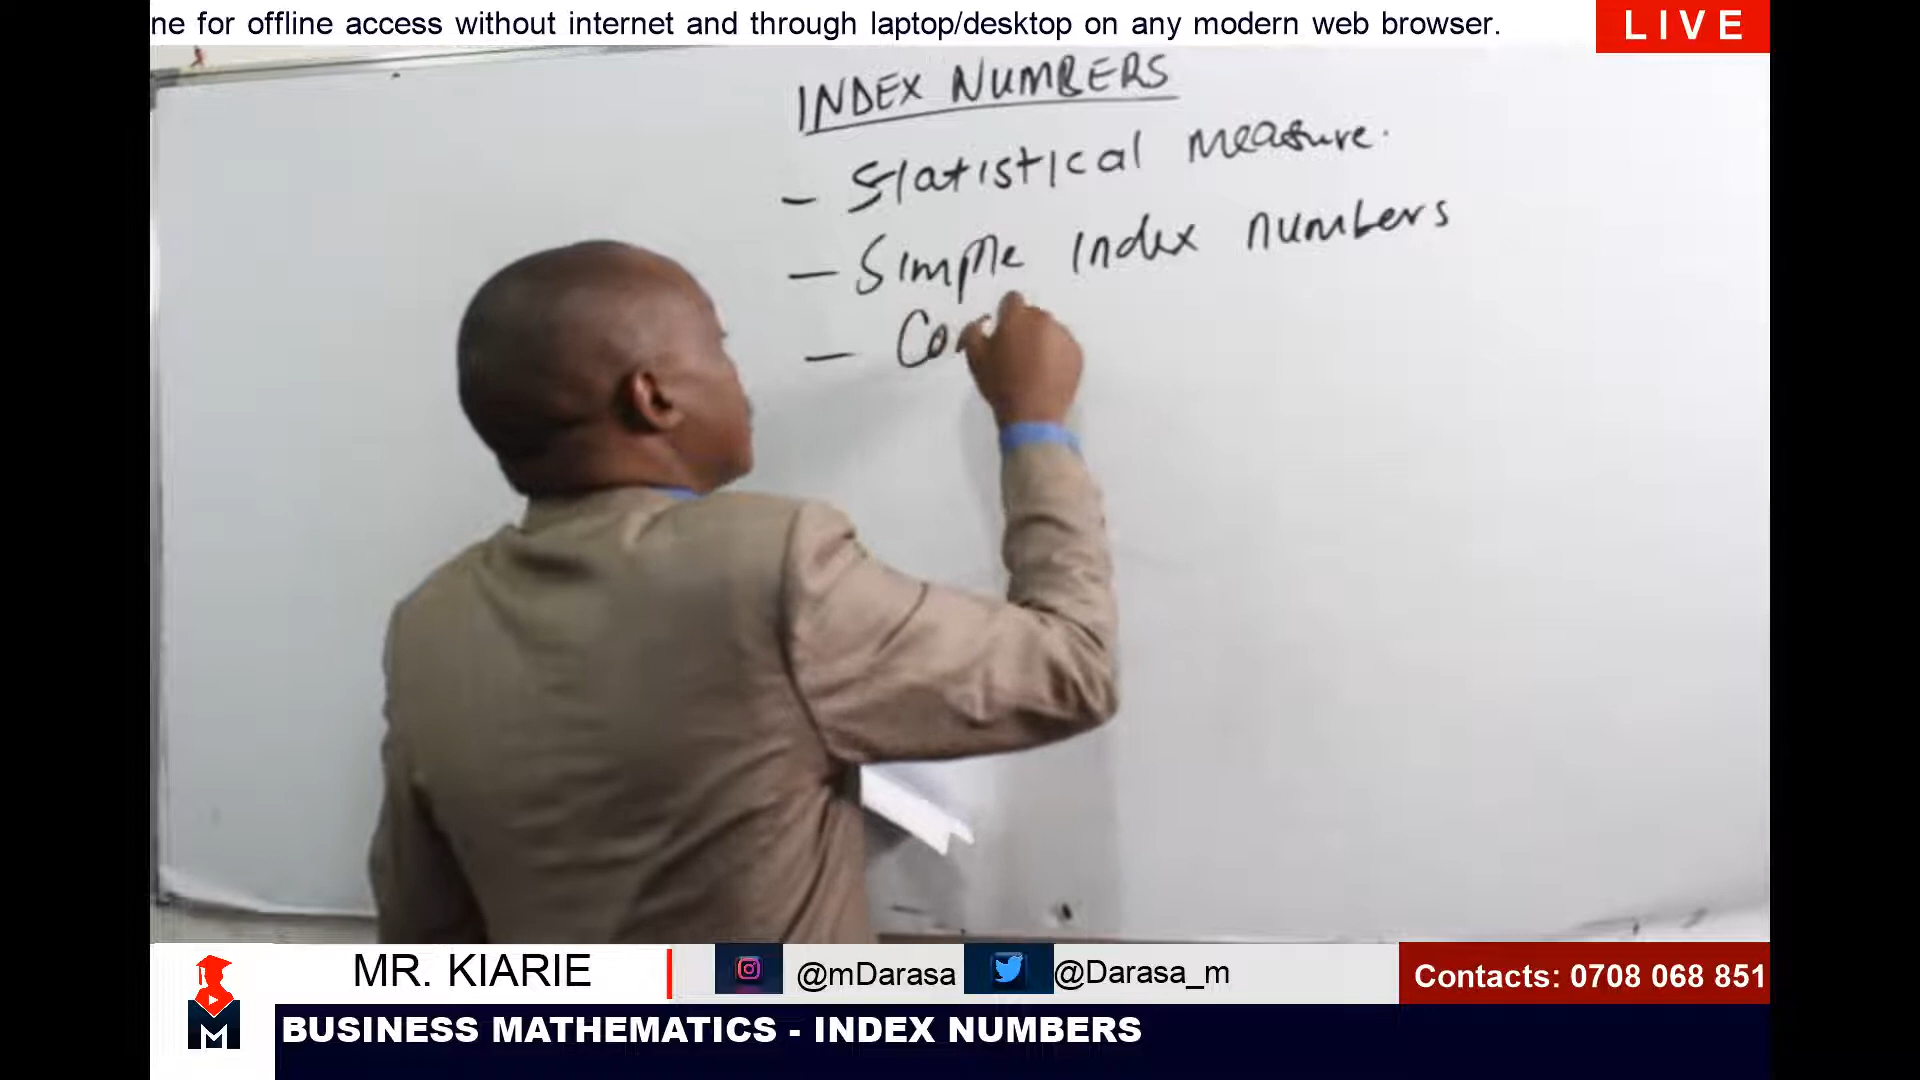 ne for offline access without internet and through laptop/desktop on any modern web browser.
LIVE
INDEX NUMBERS
- Statistical measure.
- Simple Index numbers
- Co
MR. KIARIE
@mDarasa
@Darasa_m
Contacts: 0708 068 851
M
BUSINESS MATHEMATICS - INDEX NUMBERS